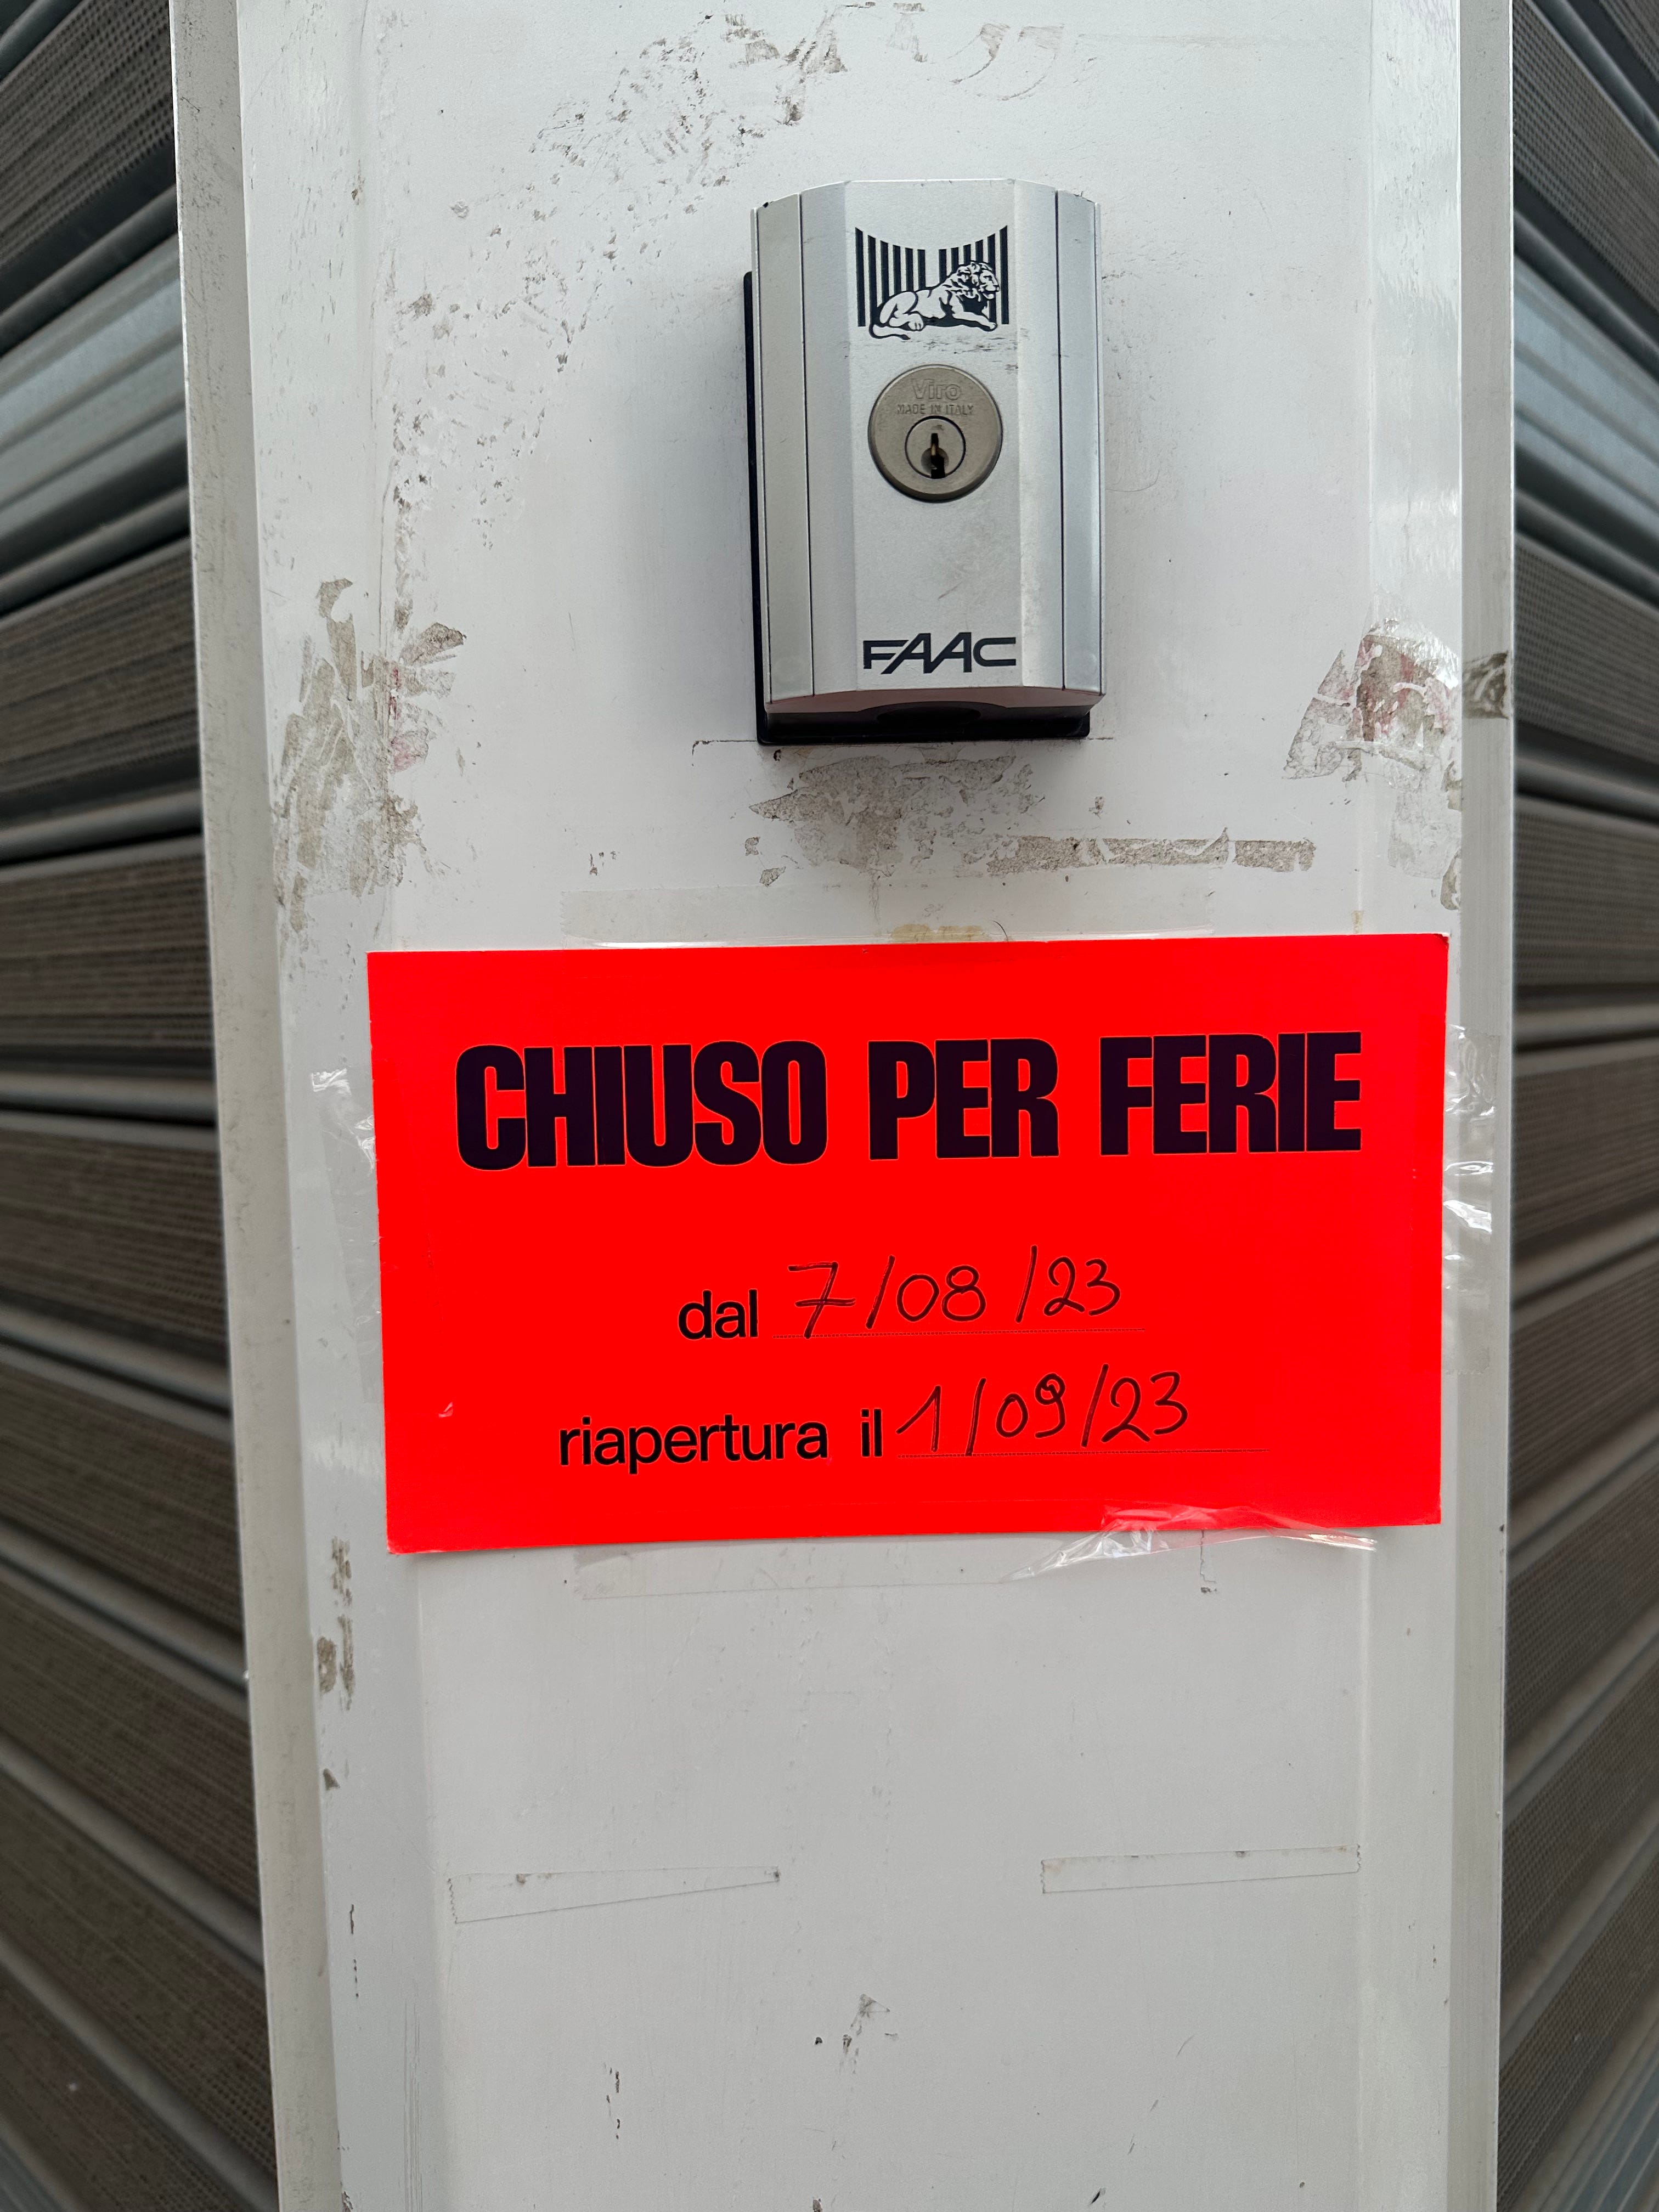 Viro
MADE IN ITALY
FAAC
CHIUSO PER FERIE
dal 7/08/23
riapertura il 1/09/23